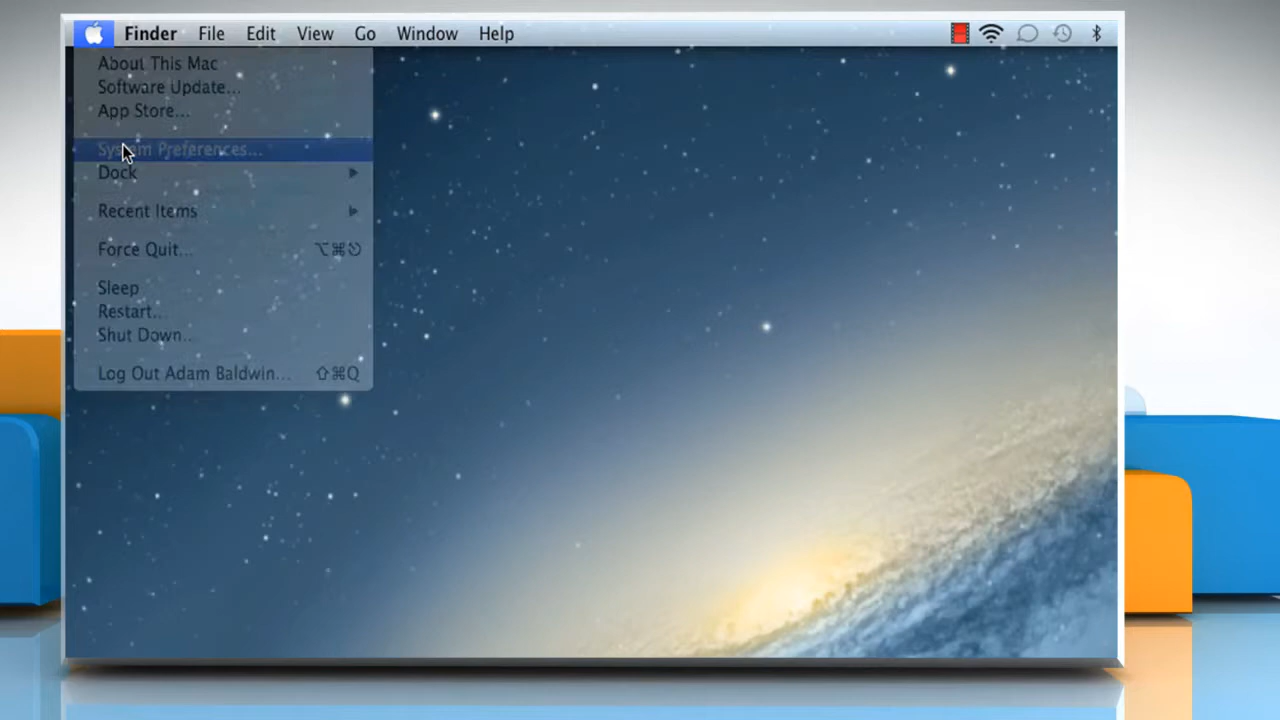 Finder File Edit View Go Window Help
About This Mac
Software Update...
App Store...
System Preferences...
Dock
Recent Items
Force Quit... ⌥⌘⎋
Sleep
Restart...
Shut Down...
Log Out Adam Baldwin... ⇧⌘Q